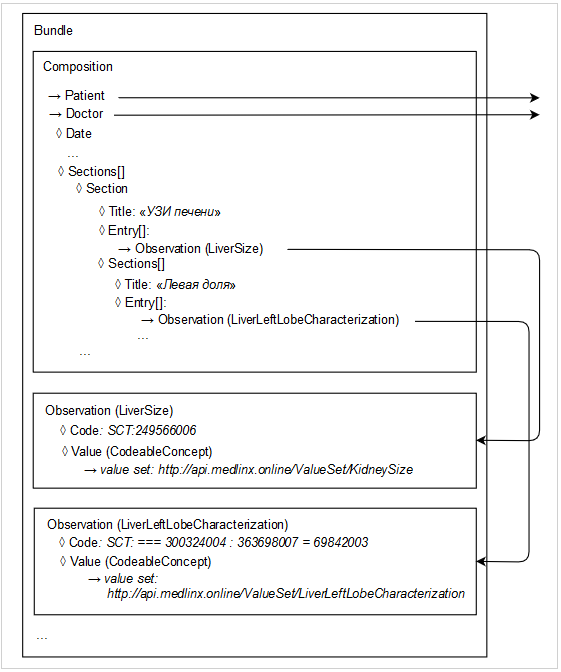 Bundle
Composition
→ Patient
→ Doctor
◊ Date
...
◊ Sections[]
◊ Section
◊ Title: «УЗИ печени»
◊ Entry[]:
→ Observation (LiverSize)
◊ Sections[]
◊ Title: «Левая доля»
◊ Entry[]:
→ Observation (LiverLeftLobeCharacterization)
...
...
Observation (LiverSize)
◊ Code: SCT:249566006
◊ Value (CodeableConcept)
→ value set: http://api.medlinx.online/ValueSet/KidneySize
Observation (LiverLeftLobeCharacterization)
◊ Code: SCT: === 300324004 : 363698007 = 69842003
◊ Value (CodeableConcept)
→ value set:
http://api.medlinx.online/ValueSet/LiverLeftLobeCharacterization
...